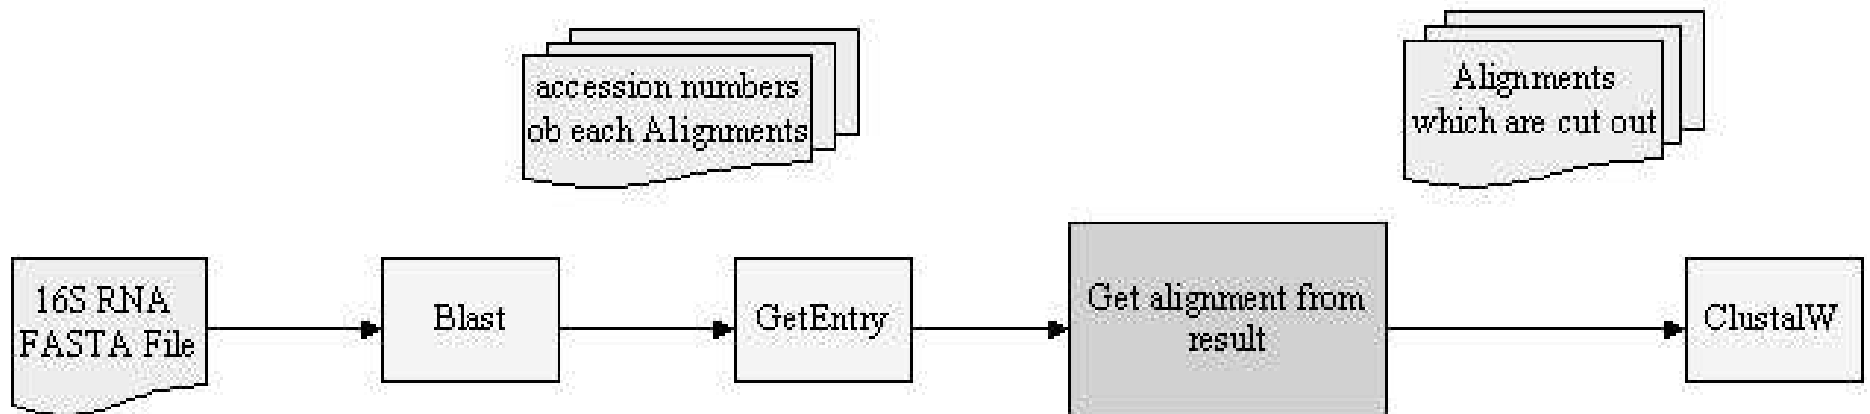 accession numbers
ob each Alignments
Alignments
which are cut out
16S RNA
FASTA File
Blast
GetEntry
Get alignment from
result
ClustalW